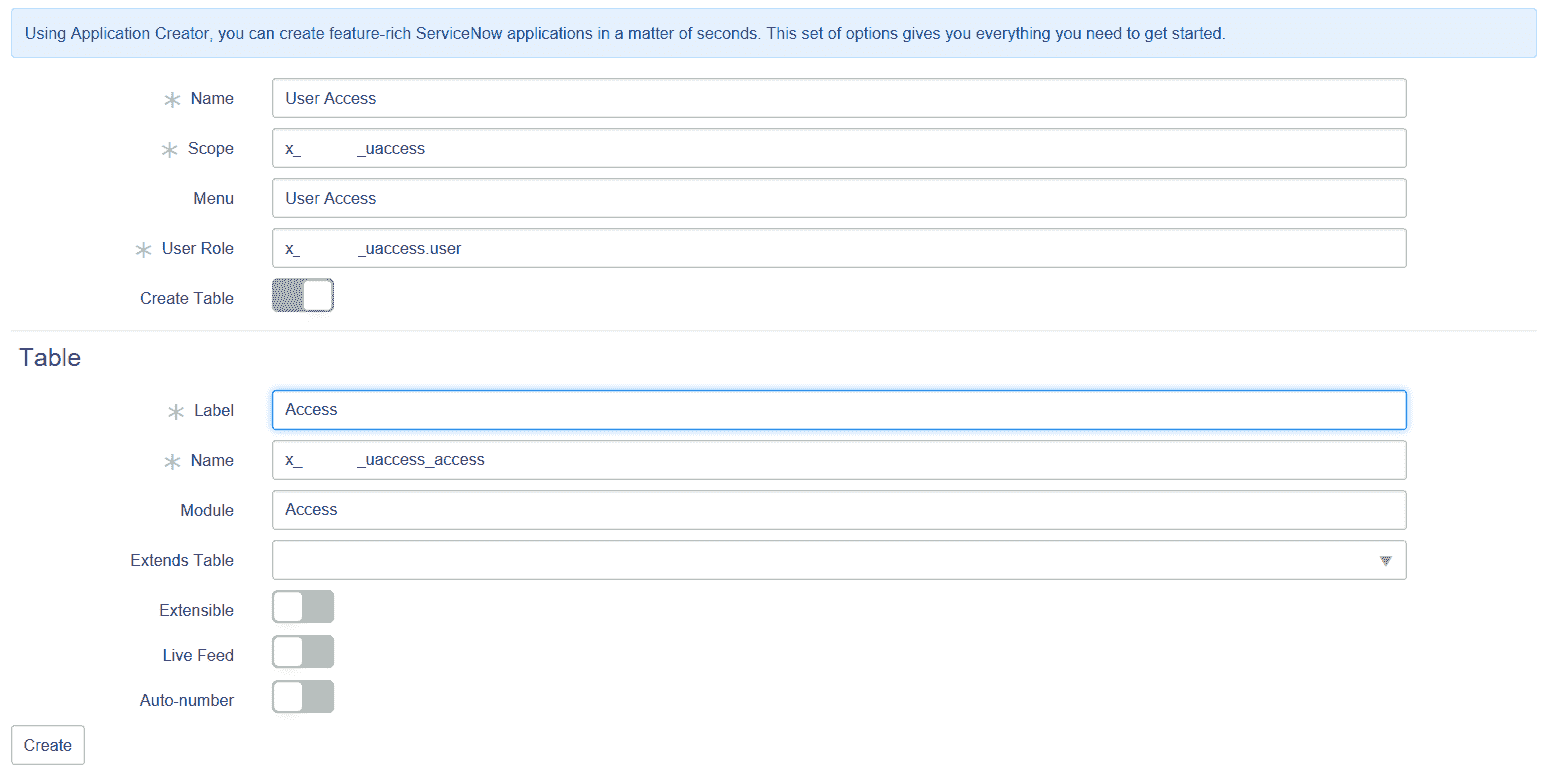 Using Application Creator, you can create feature-rich ServiceNow applications in a matter of seconds. This set of options gives you everything you need to get started.
Name User Access
Scope x_ _uaccess
Menu User Access
User Role x_ _uaccess.user
Create Table
Table
Label Access
Name x_ _uaccess_access
Module Access
Extends Table
Extensible
Live Feed
Auto-number
Create